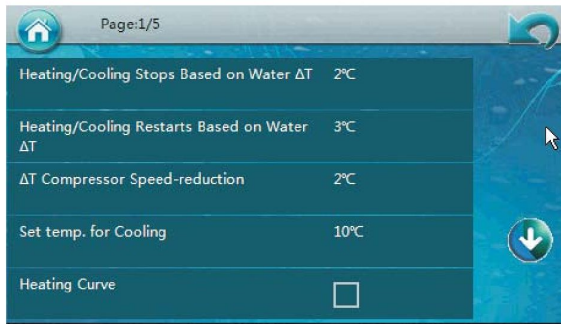 Page:1/5
Heating/Cooling Stops Based on Water ΔT 2℃
Heating/Cooling Restarts Based on Water 3℃
ΔT
ΔT Compressor Speed-reduction 2℃
Set temp. for Cooling 10℃
Heating Curve